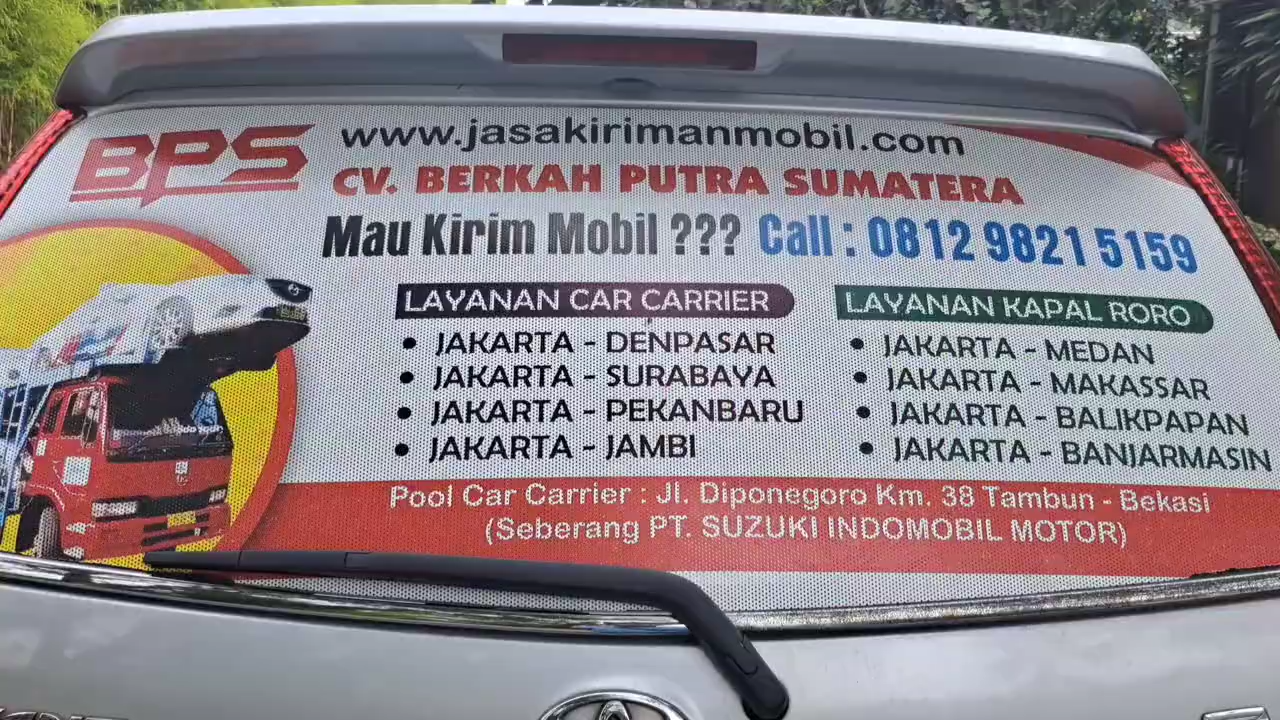 BPS
www.jasakirimanmobil.com
CV. BERKAH PUTRA SUMATERA
Mau Kirim Mobil ??? Call : 0812 9821 5159
LAYANAN CAR CARRIER
• JAKARTA - DENPASAR
• JAKARTA - SURABAYA
• JAKARTA - PEKANBARU
• JAKARTA - JAMBI
LAYANAN KAPAL RORO
• JAKARTA - MEDAN
• JAKARTA - MAKASSAR
• JAKARTA - BALIKPAPAN
• JAKARTA - BANJARMASIN
Pool Car Carrier : Jl. Diponegoro Km. 38 Tambun - Bekasi
(Seberang PT. SUZUKI INDOMOBIL MOTOR)